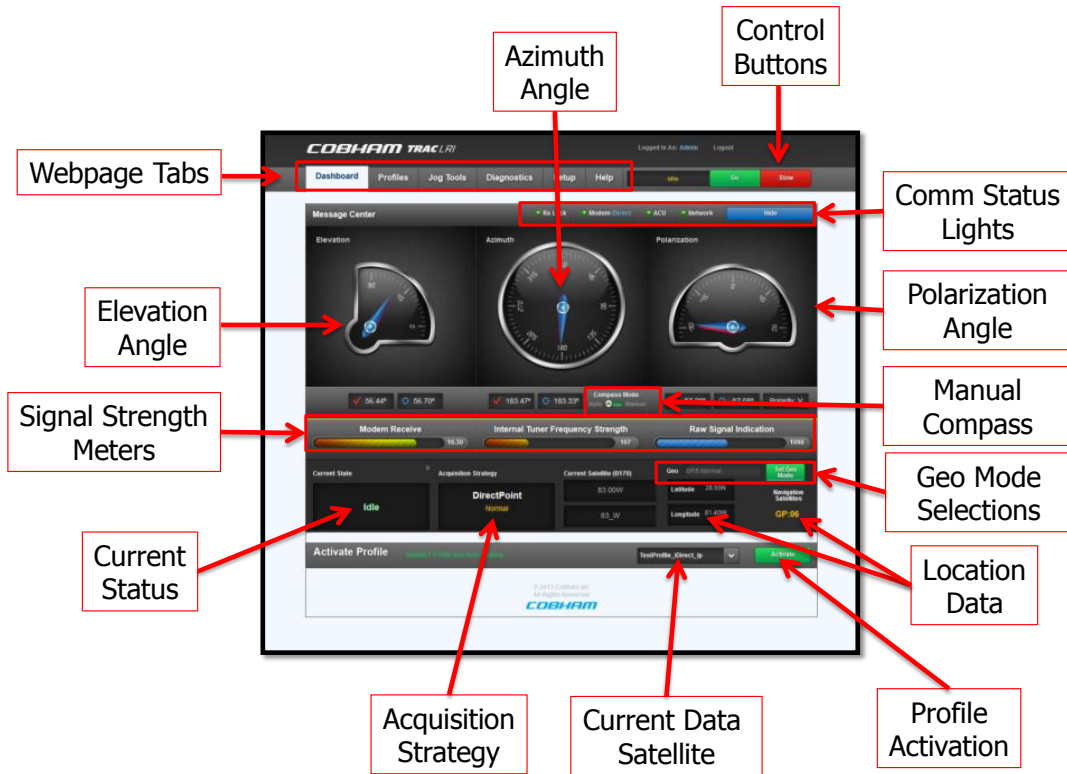 Control
Buttons
Azimuth
Angle
COBHAM TRAC LRI
Logged In As: Admin Logout
Webpage Tabs
Dashboard Profiles Jog Tools Diagnostics Setup Help Idle Go Stow
Message Center Rx Lock Modem iDirect ACU Network Hide
Comm Status
Lights
Elevation Azimuth Polarization
Elevation
Angle
Polarization
Angle
56.44° 56.70° 183.47° 183.33° Compass Mode
Auto Manual
Polarity: V
Manual
Compass
Signal Strength
Meters
Modem Receive Internal Tuner Frequency Strength Raw Signal Indication
16.30 167
Current State Acquisition Strategy Current Satellite (0170) Geo GPS Normal Set Geo
Mode
Geo Mode
Selections
Idle DirectPoint
Normal
83.00W
83_W
Latitude 28.55N
Longitude 81.40W
Navigation
Satellites
GP:06
Current
Status
Activate Profile TestProfile_iDirect_ip Activate
Location
Data
© 2013 Cobham plc
All Rights Reserved
COBHAM
Acquisition
Strategy
Current Data
Satellite
Profile
Activation